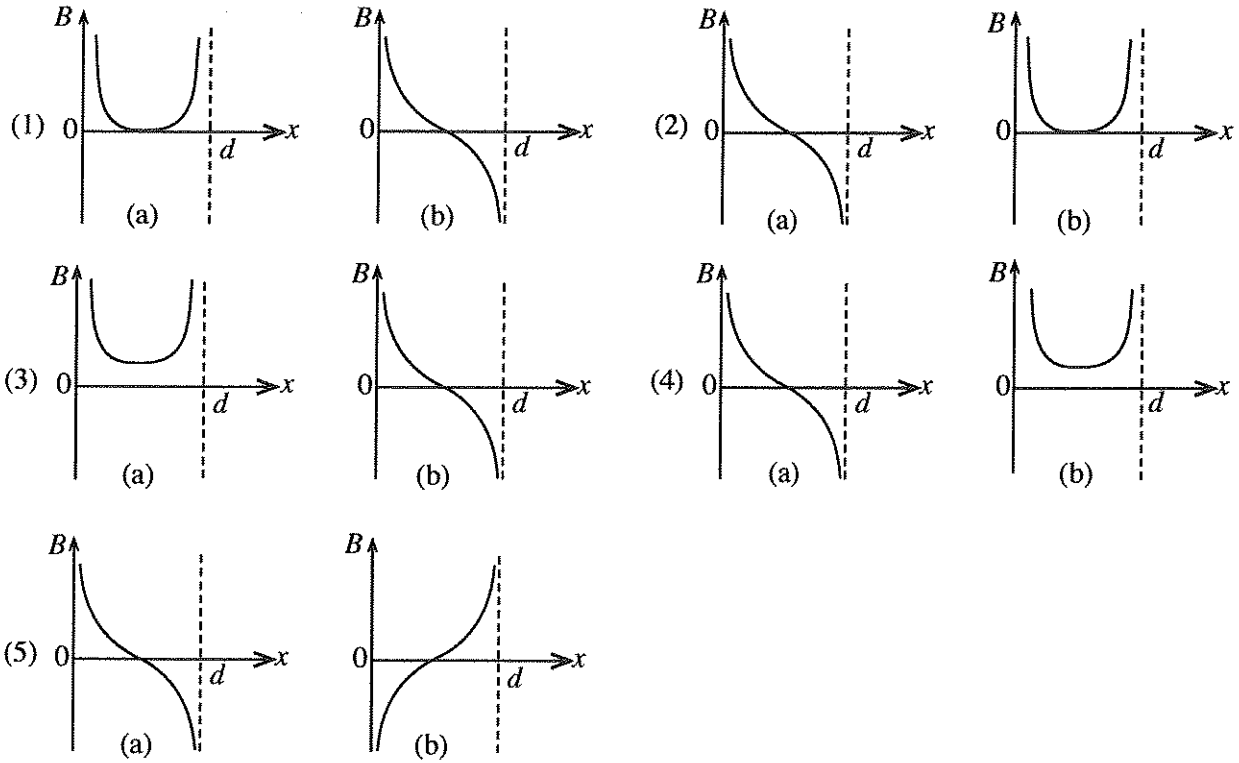 B B B B
(1) 0 x 0 x (2) 0 x 0 x
d d d d
(a) (b) (a) (b)
B B B B
(3) 0 x 0 x (4) 0 x 0 x
d d d d
(a) (b) (a) (b)
B B
(5) 0 x 0 x
d d
(a) (b)